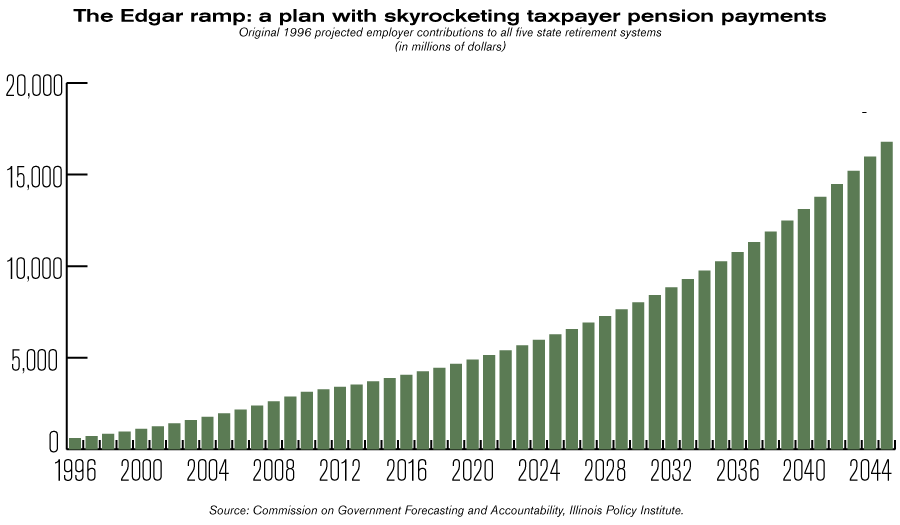 The Edgar ramp: a plan with skyrocketing taxpayer pension payments
Original 1996 projected employer contributions to all five state retirement systems
(in millions of dollars)
20,000
15,000
10,000
5,000
0
1996 2000 2004 2008 2012 2016 2020 2024 2028 2032 2036 2040 2044
Source: Commission on Government Forecasting and Accountability, Illinois Policy Institute.